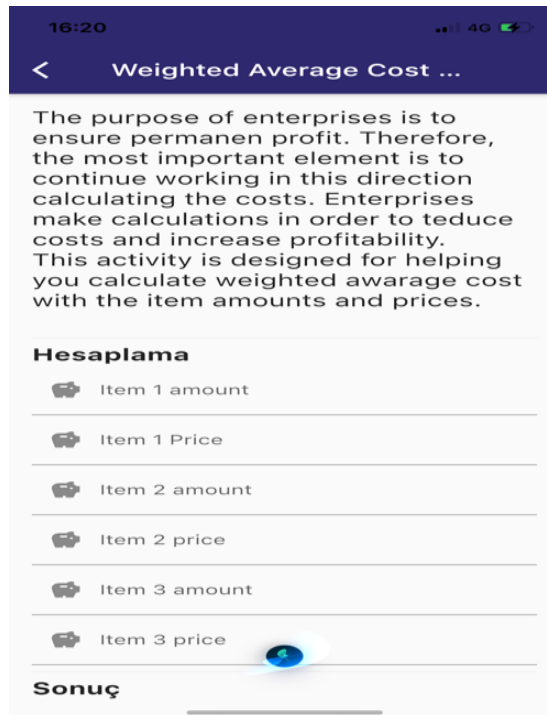 16:20
4G
Weighted Average Cost ...
The purpose of enterprises is to
ensure permanen profit. Therefore,
the most important element is to
continue working in this direction
calculating the costs. Enterprises
make calculations in order to teduce
costs and increase profitability.
This activity is designed for helping
you calculate weighted awarage cost
with the item amounts and prices.
Hesaplama
Item 1 amount
Item 1 Price
Item 2 amount
Item 2 price
Item 3 amount
Item 3 price
Sonuç